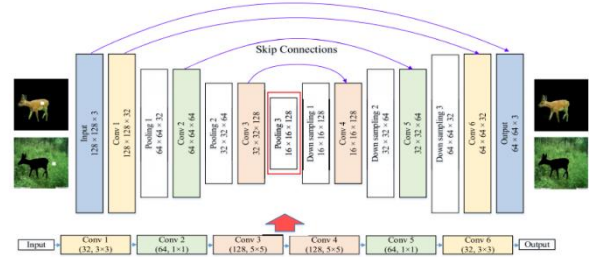 Skip Connections
Input
128 × 128 × 3
Conv 1
128 × 128 × 32
Pooling 1
64 × 64 × 32
Conv 2
64 × 64 × 64
Pooling 2
32 × 32 × 64
Conv 3
32 × 32 × 128
Pooling 3
16 × 16 × 128
Down sampling 1
16 × 16 × 128
Conv 4
16 × 16 × 128
Down sampling 2
32 × 32 × 64
Conv 5
64 × 64 × 32
Down sampling 3
64 × 64 × 32
Conv 6
64 × 64 × 32
Output
64 × 64 × 3
Input
Conv 1
(32, 3×3)
Conv 2
(64, 1×1)
Conv 3
(128, 5×5)
Conv 4
(128, 5×5)
Conv 5
(64, 1×1)
Conv 6
(32, 3×3)
Output